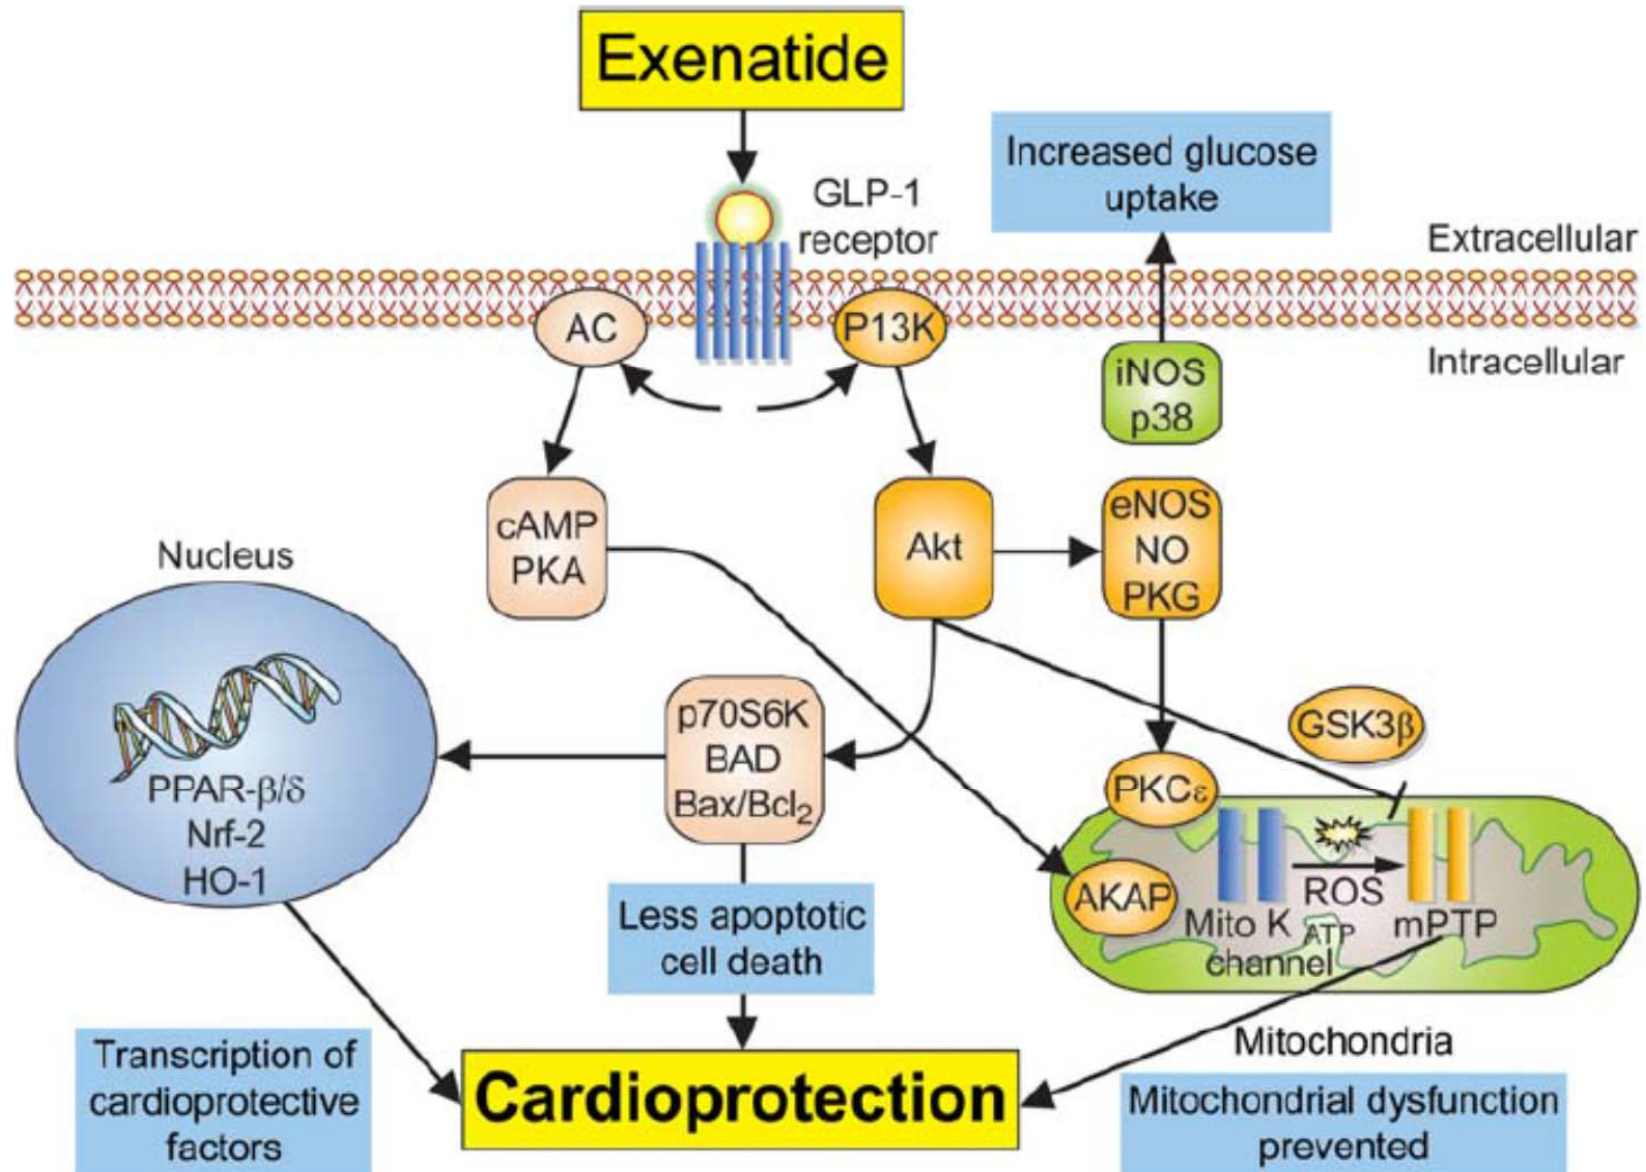 Exenatide
Increased glucose
uptake
GLP-1
receptor
Extracellular
AC
P13K
Intracellular
iNOS
p38
cAMP
PKA
Akt
eNOS
NO
PKG
Nucleus
p70S6K
BAD
Bax/Bcl₂
GSK3β
PPAR-β/δ
Nrf-2
HO-1
PKCε
AKAP
ROS
Mito K ATP
channel
mPTP
Less apoptotic
cell death
Mitochondria
Transcription of
cardioprotective
factors
Cardioprotection
Mitochondrial dysfunction
prevented